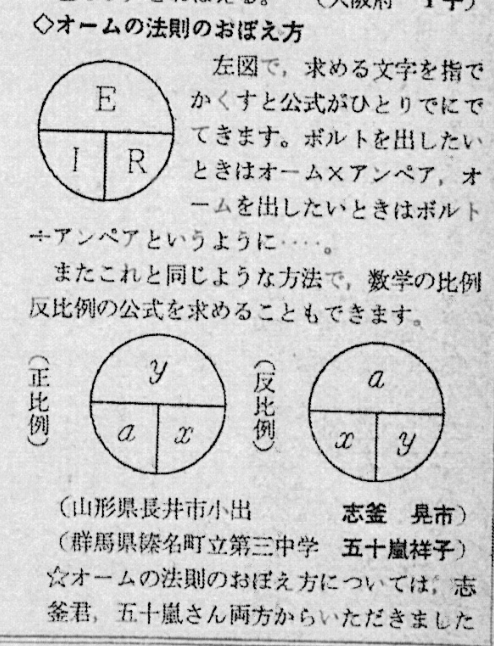 ◇オームの法則のおぼえ方
左図で，求める文字を指で
かくすと公式がひとりでにで
てきます。ボルトを出したい
ときはオーム×アンペア，オ
ームを出したいときはボルト
÷アンペアというように‥‥。
E
I R
またこれと同じような方法で，数学の比例
反比例の公式を求めることもできます。
(正比例)
y
a x
(反比例)
a
x y
(山形県長井市小出 志釜 晃市)
(群馬県榛名町立第三中学 五十嵐祥子)
☆オームの法則のおぼえ方については，志
釜君，五十嵐さん両方からいただきました